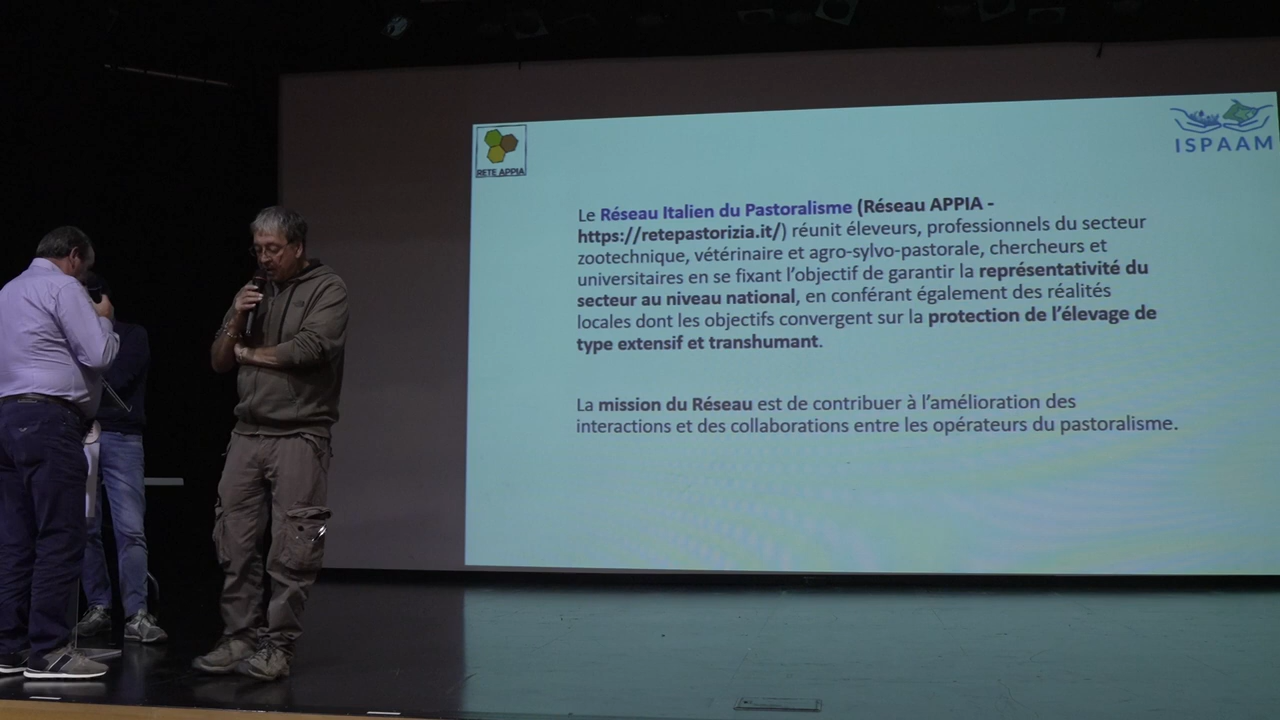 RETE APPIA
ISPAAM
Le Réseau Italien du Pastoralisme (Réseau APPIA -
https://retepastorizia.it/) réunit éleveurs, professionnels du secteur
zootechnique, vétérinaire et agro-sylvo-pastorale, chercheurs et
universitaires en se fixant l'objectif de garantir la représentativité du
secteur au niveau national, en conférant également des réalités
locales dont les objectifs convergent sur la protection de l'élevage de
type extensif et transhumant.
La mission du Réseau est de contribuer à l'amélioration des
interactions et des collaborations entre les opérateurs du pastoralisme.